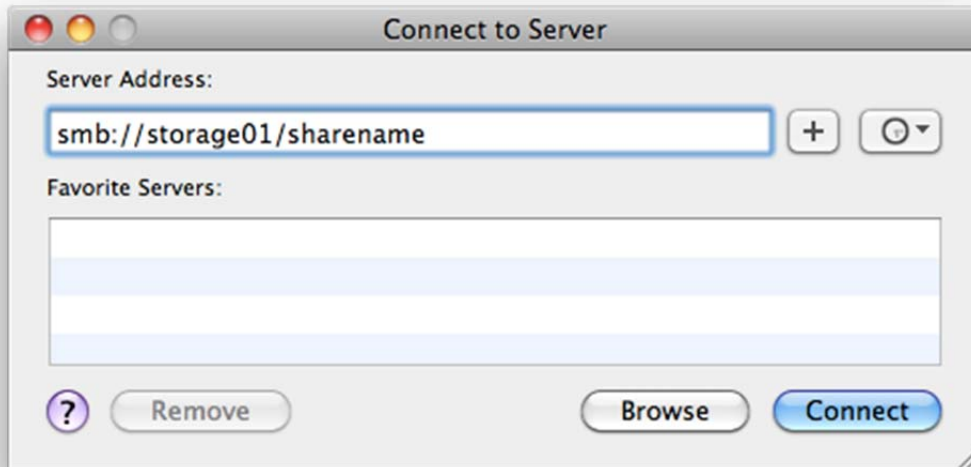 Connect to Server
Server Address:
smb://storage01/sharename
+
Favorite Servers:
? Remove Browse Connect